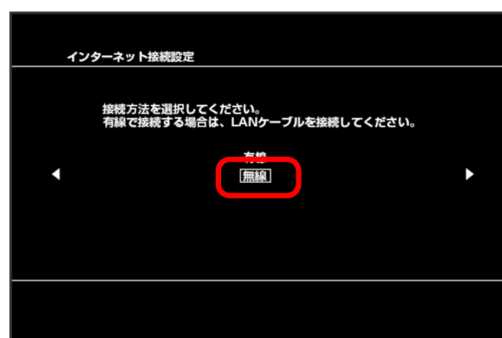 インターネット接続設定
接続方法を選択してください。
有線で接続する場合は、LANケーブルを接続してください。
有線
無線